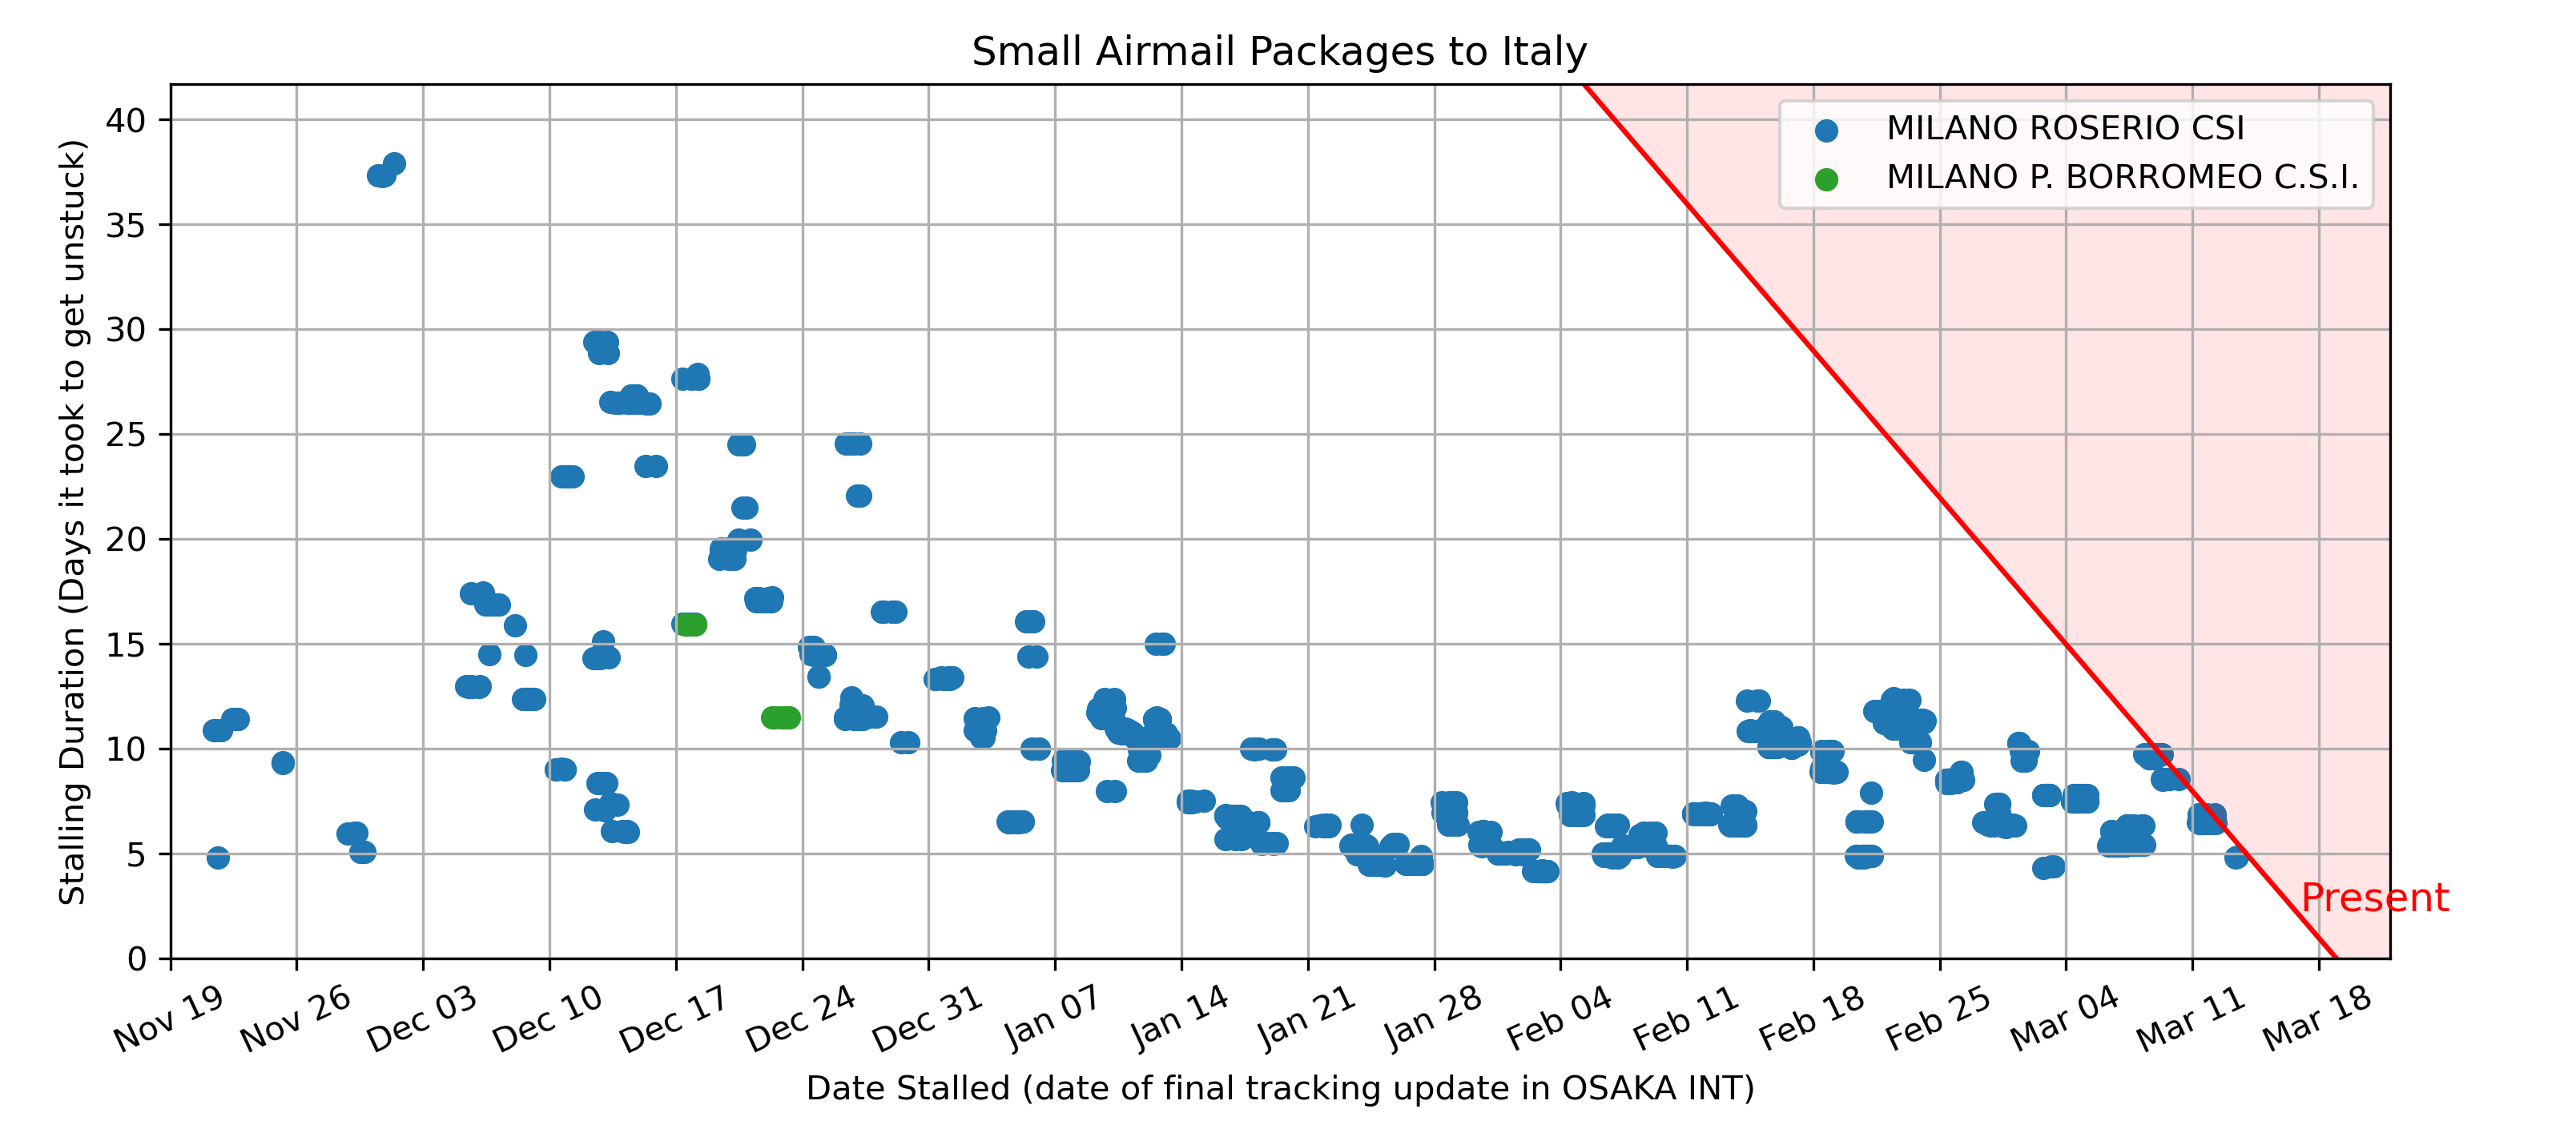 Small Airmail Packages to Italy
MILANO ROSERIO CSI
MILANO P. BORROMEO C.S.I.
Stalling Duration (Days it took to get unstuck)
40
35
30
25
20
15
10
5
0
Present
Nov 19
Nov 26
Dec 03
Dec 10
Dec 17
Dec 24
Dec 31
Jan 07
Jan 14
Jan 21
Jan 28
Feb 04
Feb 11
Feb 18
Feb 25
Mar 04
Mar 11
Mar 18
Date Stalled (date of final tracking update in OSAKA INT)